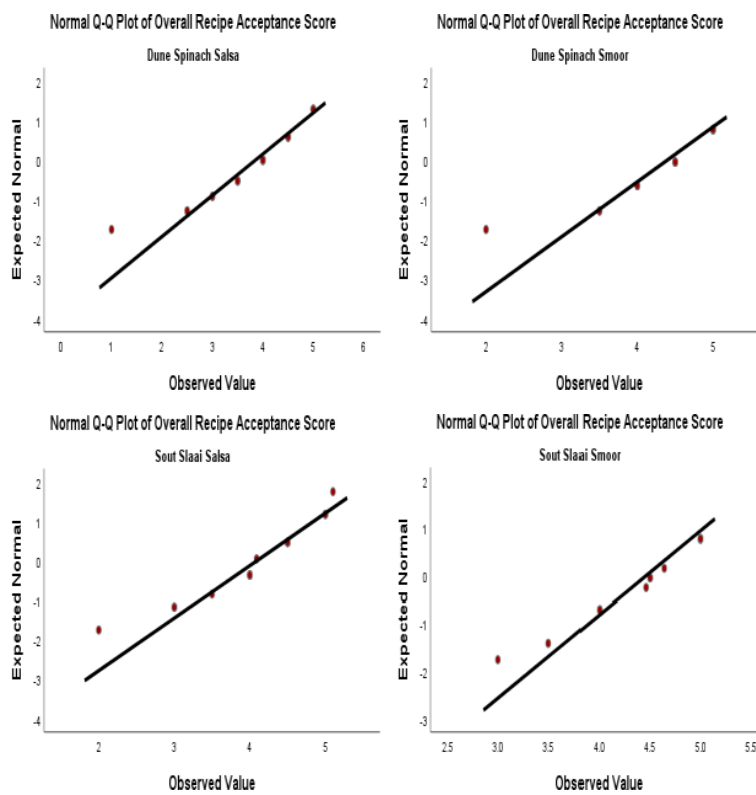 Normal Q-Q Plot of Overall Recipe Acceptance Score
Dune Spinach Salsa
2
1
0
-1
-2
-3
-4
Expected Normal
0 1 2 3 4 5 6
Observed Value
Normal Q-Q Plot of Overall Recipe Acceptance Score
Dune Spinach Smoor
2
1
0
-1
-2
-3
-4
Expected Normal
2 3 4 5
Observed Value
Normal Q-Q Plot of Overall Recipe Acceptance Score
Sout Slaai Salsa
2
1
0
-1
-2
-3
-4
Expected Normal
2 3 4 5
Observed Value
Normal Q-Q Plot of Overall Recipe Acceptance Score
Sout Slaai Smoor
2
1
0
-1
-2
-3
Expected Normal
2.5 3.0 3.5 4.0 4.5 5.0 5.5
Observed Value